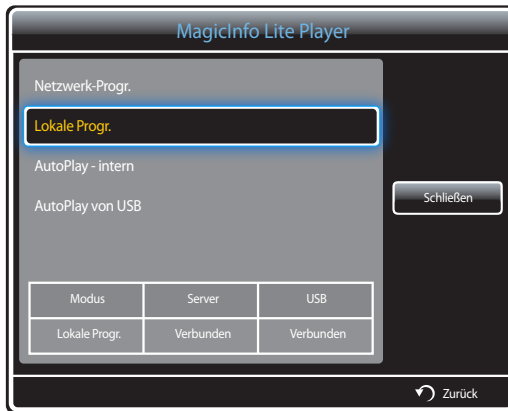 MagicInfo Lite Player
Netzwerk-Progr.
Lokale Progr.
AutoPlay - intern
AutoPlay von USB
Schließen
Modus Server USB
Lokale Progr. Verbunden Verbunden
Zurück